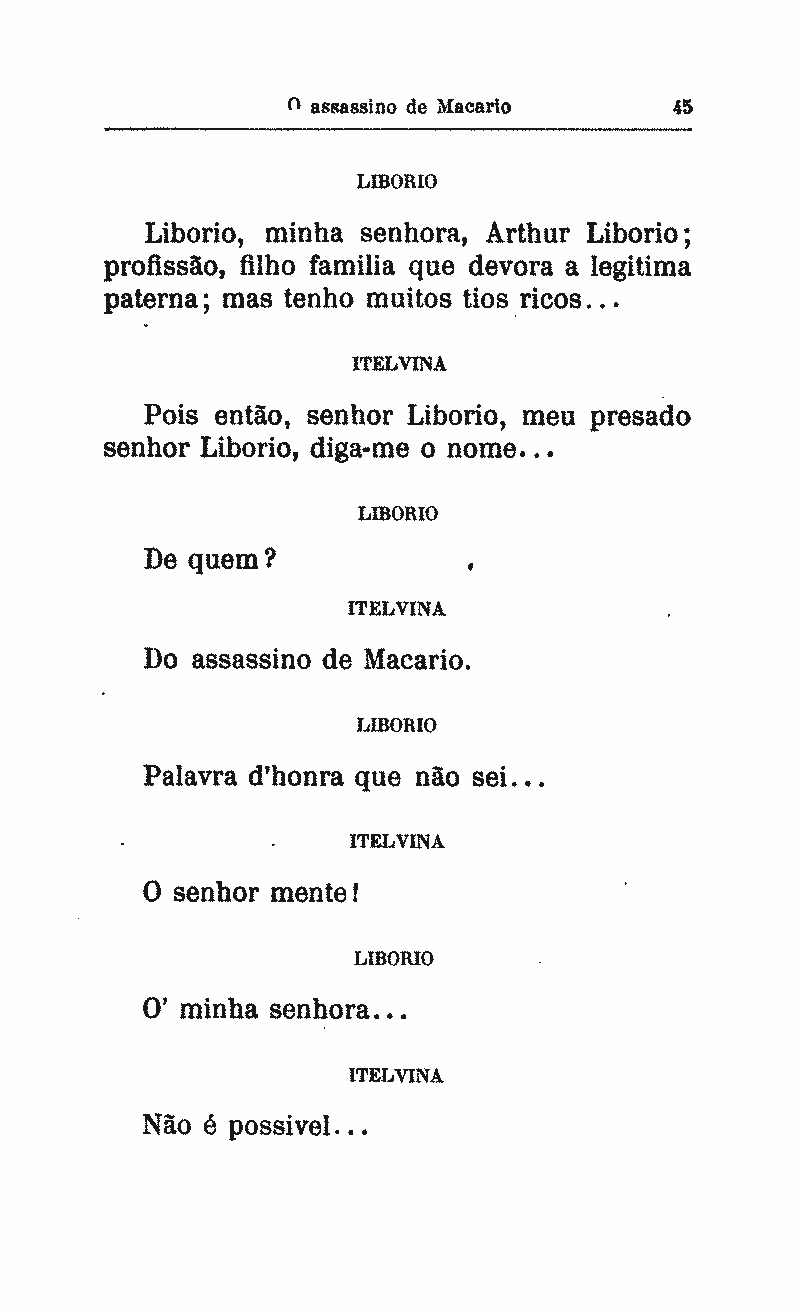 O assassino de Macario 45
LIBORIO
Liborio, minha senhora, Arthur Liborio;
profissão, filho familia que devora a legitima
paterna; mas tenho muitos tios ricos...
ITELVINA
Pois então, senhor Liborio, meu presado
senhor Liborio, diga-me o nome...
LIBORIO
De quem?
ITELVINA
Do assassino de Macario.
LIBORIO
Palavra d'honra que não sei...
ITELVINA
O senhor mente!
LIBORIO
O' minha senhora...
ITELVINA
Não é possivel...